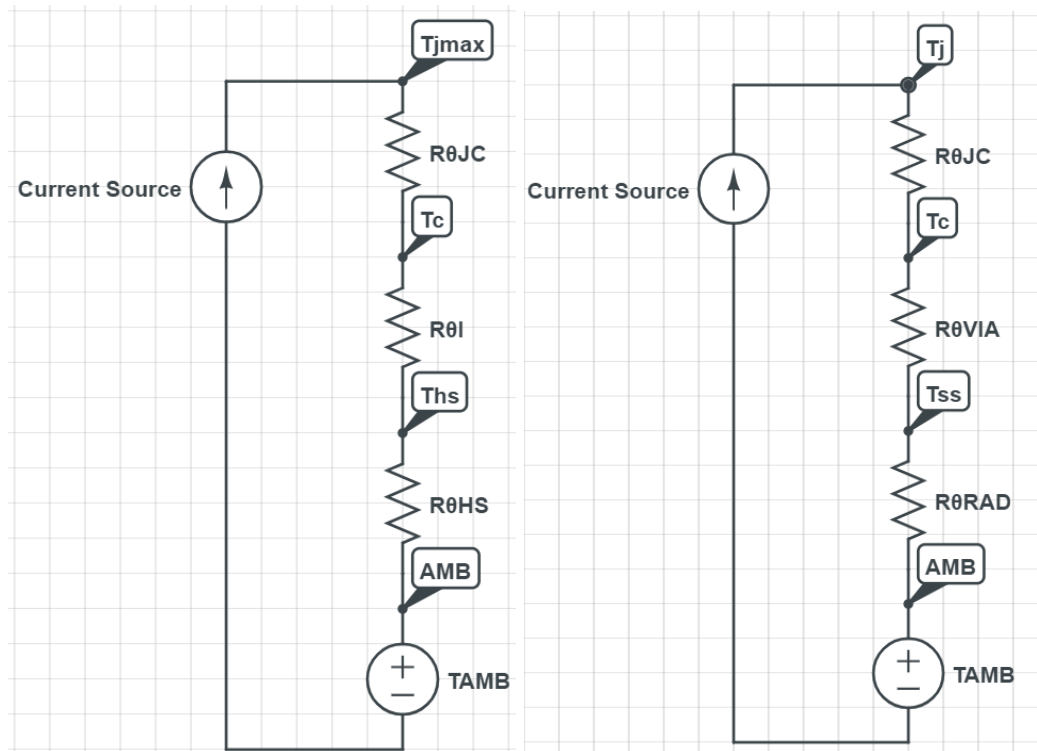 Tjmax
RθJC
Current Source
Tc
RθI
Ths
RθHS
AMB
TAMB
Tj
RθJC
Current Source
Tc
RθVIA
Tss
RθRAD
AMB
TAMB